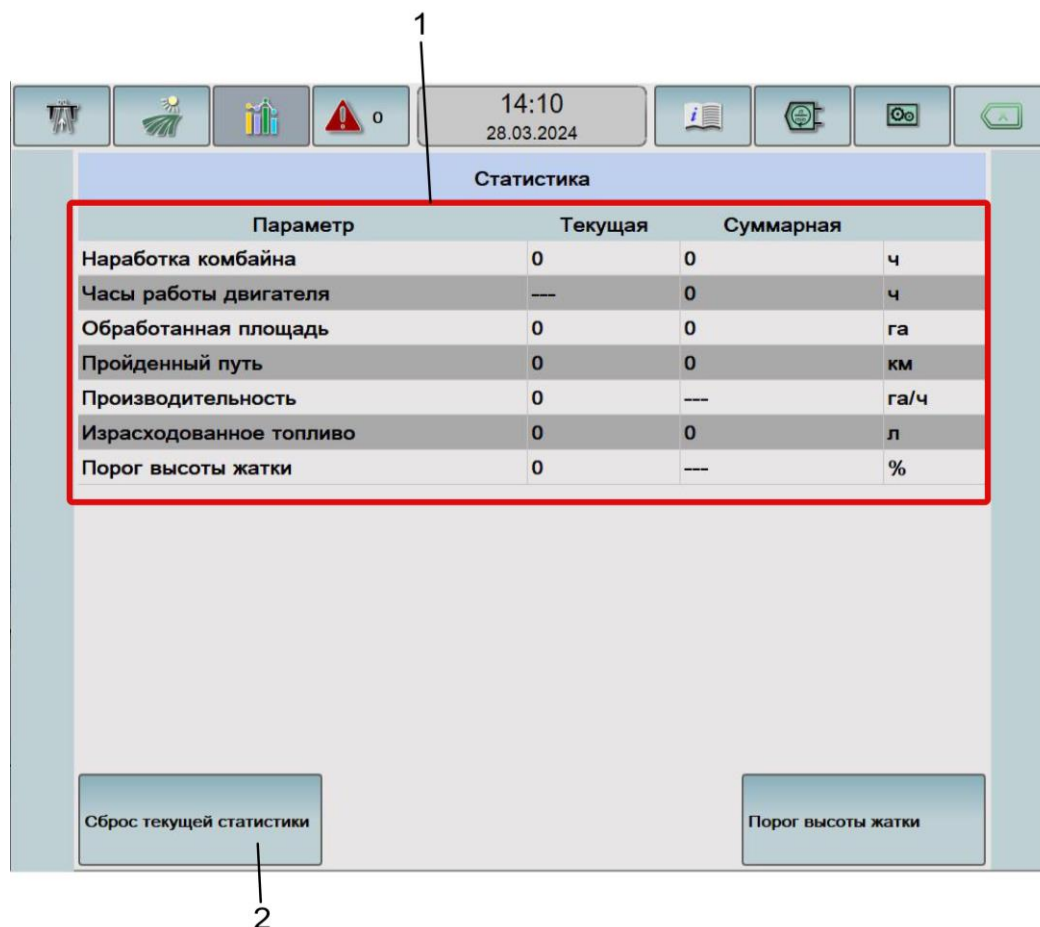 1
0
14:10
28.03.2024
Статистика
Параметр Текущая Суммарная
Наработка комбайна 0 0 ч
Часы работы двигателя --- 0 ч
Обработанная площадь 0 0 га
Пройденный путь 0 0 км
Производительность 0 --- га/ч
Израсходованное топливо 0 0 л
Порог высоты жатки 0 --- %
Сброс текущей статистики Порог высоты жатки
2